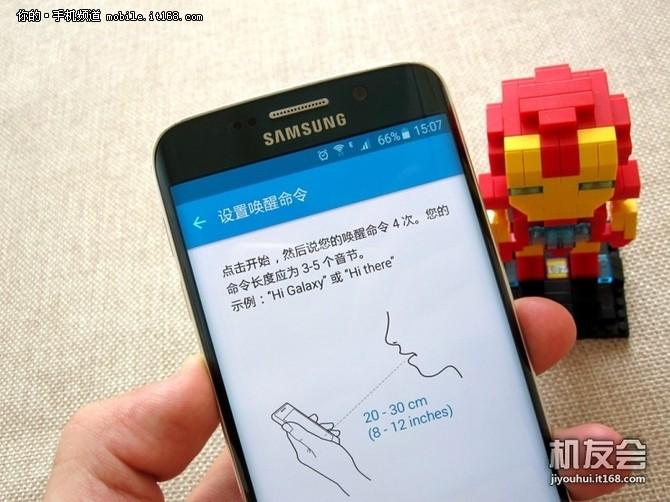 你的·手机频道 mobile.it168.com
SAMSUNG
66% 15:07
设置唤醒命令
点击开始，然后说您的唤醒命令 4 次。您的
命令长度应为 3-5 个音节。
示例："Hi Galaxy" 或 "Hi there"
20 - 30 cm
(8 - 12 inches)
机友会
jiyouhui.it168.com